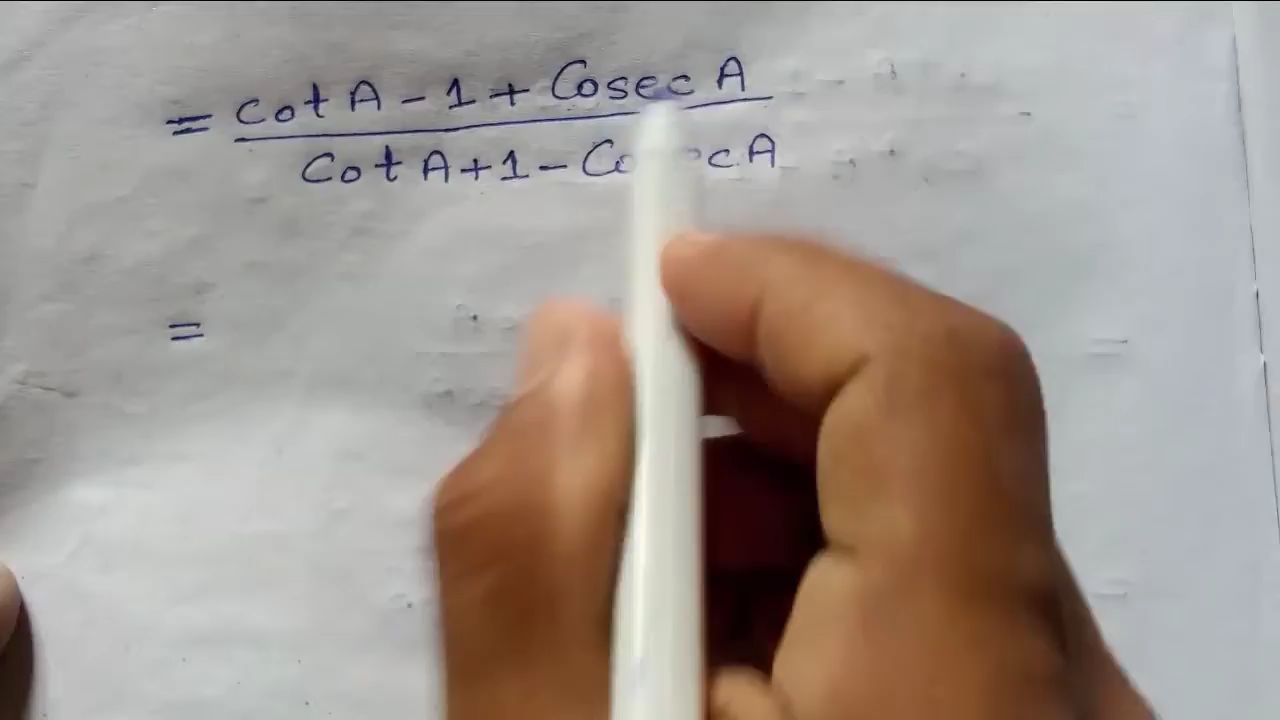 = Cot A - 1 + Cosec A
Cot A + 1 - A
=